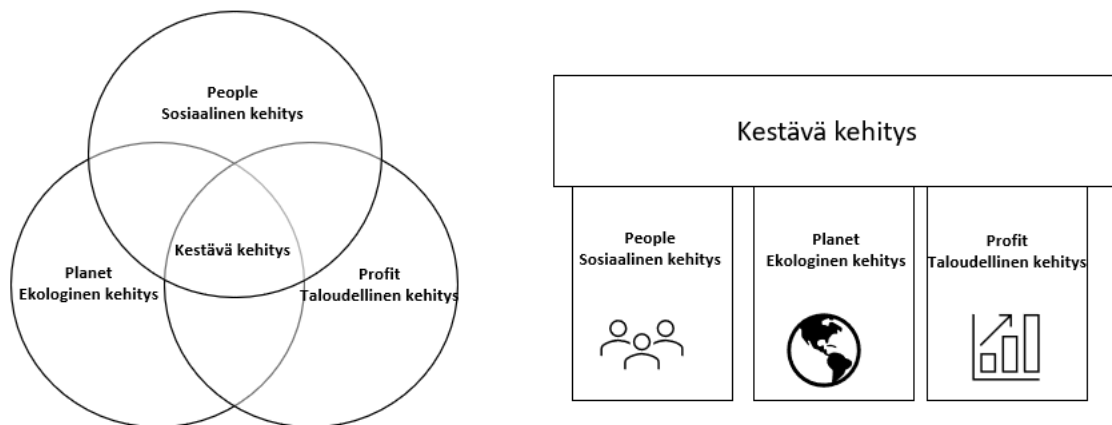 People
Sosiaalinen kehitys
Kestävä kehitys
Planet
Ekologinen kehitys
Profit
Taloudellinen kehitys
Kestävä kehitys
People
Sosiaalinen kehitys
Planet
Ekologinen kehitys
Profit
Taloudellinen kehitys